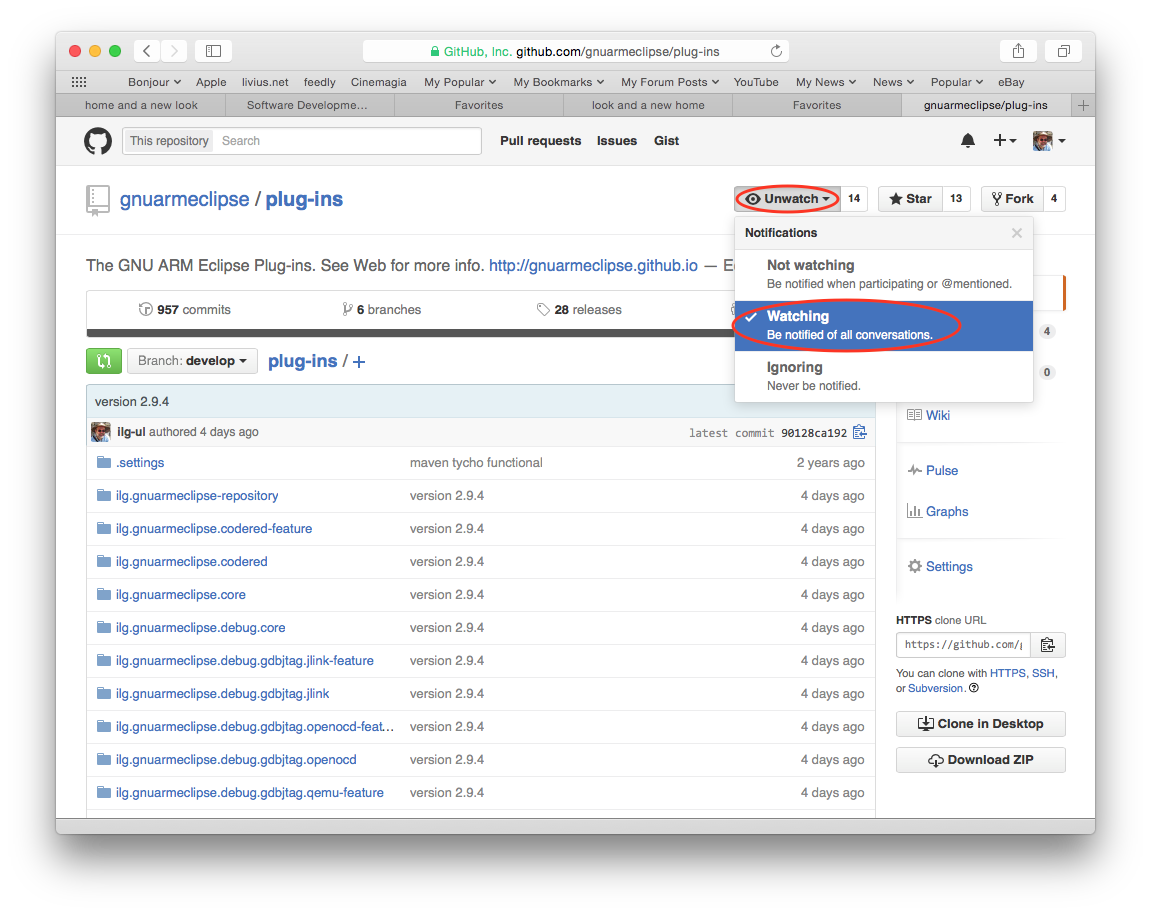 GitHub, Inc. github.com/gnuarmeclipse/plug-ins
Bonjour Apple livius.net feedly Cinemagia My Popular My Bookmarks My Forum Posts YouTube My News News Popular eBay
home and a new look Software Developme… Favorites look and a new home Favorites gnuarmeclipse/plug-ins
This repository Search Pull requests Issues Gist
gnuarmeclipse / plug-ins Unwatch 14 Star 13 Fork 4
Notifications
The GNU ARM Eclipse Plug-ins. See Web for more info. http://gnuarmeclipse.github.io —
Not watching
Be notified when participating or @mentioned.
957 commits 6 branches 28 releases
Watching
Be notified of all conversations.
4
Branch: develop plug-ins / +
Ignoring
Never be notified.
0
version 2.9.4
Wiki
ilg-ul authored 4 days ago latest commit 90128ca192
.settings maven tycho functional 2 years ago
Pulse
ilg.gnuarmeclipse-repository version 2.9.4 4 days ago
Graphs
ilg.gnuarmeclipse.codered-feature version 2.9.4 4 days ago
ilg.gnuarmeclipse.codered version 2.9.4 4 days ago
Settings
ilg.gnuarmeclipse.core version 2.9.4 4 days ago
HTTPS clone URL
ilg.gnuarmeclipse.debug.core version 2.9.4 4 days ago
https://github.com/
ilg.gnuarmeclipse.debug.gdbjtag.jlink-feature version 2.9.4 4 days ago
You can clone with HTTPS, SSH,
or Subversion.
ilg.gnuarmeclipse.debug.gdbjtag.jlink version 2.9.4 4 days ago
Clone in Desktop
ilg.gnuarmeclipse.debug.gdbjtag.openocd-feat… version 2.9.4 4 days ago
Download ZIP
ilg.gnuarmeclipse.debug.gdbjtag.openocd version 2.9.4 4 days ago
ilg.gnuarmeclipse.debug.gdbjtag.qemu-feature version 2.9.4 4 days ago